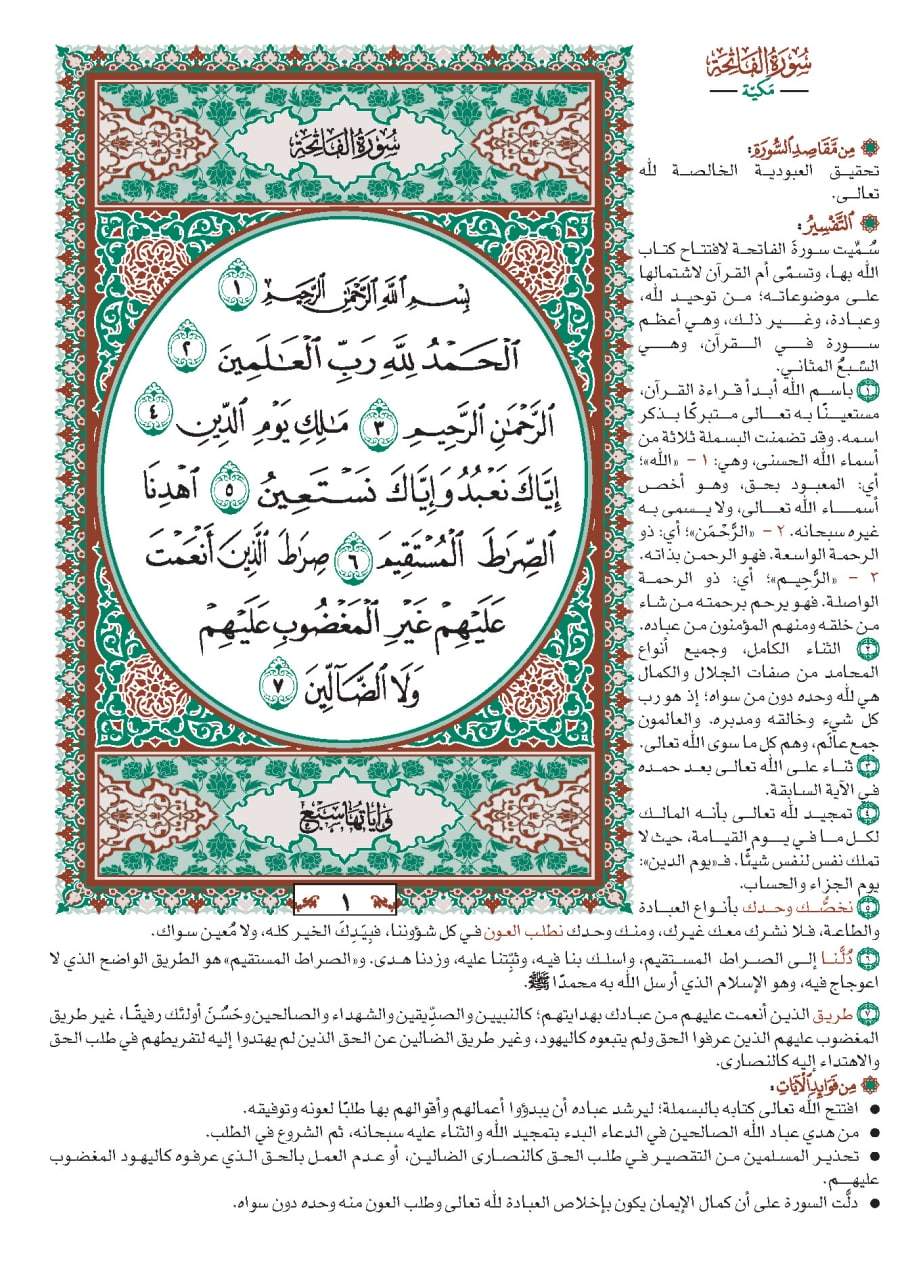 سُورَةُ الفَاتِحَةِ
مَكِيّة
سُورَةُ الفَاتِحَةِ
بِسْمِ ٱللَّهِ ٱلرَّحْمَٰنِ ٱلرَّحِيمِ ١
ٱلْحَمْدُ لِلَّهِ رَبِّ ٱلْعَٰلَمِينَ ٢
ٱلرَّحْمَٰنِ ٱلرَّحِيمِ ٣ مَٰلِكِ يَوْمِ ٱلدِّينِ ٤
إِيَّاكَ نَعْبُدُ وَإِيَّاكَ نَسْتَعِينُ ٥ ٱهْدِنَا
ٱلصِّرَٰطَ ٱلْمُسْتَقِيمَ ٦ صِرَٰطَ ٱلَّذِينَ أَنْعَمْتَ
عَلَيْهِمْ غَيْرِ ٱلْمَغْضُوبِ عَلَيْهِمْ
وَلَا ٱلضَّآلِّينَ ٧
وَآيَاتُهَا سَبْعٌ
١
مِن مَّقَاصِدِ السُّورَةِ:
تحقيق العبودية الخالصة لله
تعالى.
التَّفْسِيرُ:
سُمِّيت سورةَ الفاتحة لافتتاح كتاب
الله بها، وتسمّى أم القرآن لاشتمالها
على موضوعاته؛ من توحيد لله،
وعبادة، وغير ذلك، وهي أعظم
سورة في القرآن، وهي
السَّبعُ المثاني.
١ باسم الله أبدأ قراءة القرآن،
مستعينًا به تعالى متبركًا بذكر
اسمه. وقد تضمنت البسملة ثلاثة من
أسماء الله الحسنى، وهي: ١ - «الله»؛
أي: المعبود بحق، وهو أخص
أسماء الله تعالى، ولا يسمى به
غيره سبحانه. ٢ - «الرَّحْمَن»؛ أي: ذو
الرحمة الواسعة. فهو الرحمن بذاته.
٣ - «الرَّحِيم»؛ أي: ذو الرحمة
الواصلة. فهو يرحم برحمته من شاء
من خلقه ومنهم المؤمنون من عباده.
٢ الثناء الكامل، وجميع أنواع
المحامد من صفات الجلال والكمال
هي لله وحده دون من سواه؛ إذ هو رب
كل شيء وخالقه ومدبره. والعالمون
جمع عالَم، وهم كل ما سوى الله تعالى.
٣ ثناء على الله تعالى بعد حمده
في الآية السابقة.
٤ تمجيد لله تعالى بأنه المالك
لكل ما في يوم القيامة، حيث لا
تملك نفس لنفس شيئًا. فـ«يوم الدين»:
يوم الجزاء والحساب.
٥ نخصُّك وحدك بأنواع العبادة
والطاعة، فلا نشرك معك غيرك، ومنك وحدك نطلب العون في كل شؤوننا، فبِيَدِكَ الخير كله، ولا مُعين سواك.
٦ دُلَّنا إلى الصراط المستقيم، واسلك بنا فيه، وثبِّتنا عليه، وزدنا هدى. و«الصراط المستقيم» هو الطريق الواضح الذي لا
اعوجاج فيه، وهو الإسلام الذي أرسل الله به محمدًا ﷺ.
٧ طريق الذين أنعمت عليهم من عبادك بهدايتهم؛ كالنبيين والصدِّيقين والشهداء والصالحين وحَسُنَ أولئك رفيقًا، غير طريق
المغضوب عليهم الذين عرفوا الحق ولم يتبعوه كاليهود، وغير طريق الضالين عن الحق الذين لم يهتدوا إليه لتفريطهم في طلب الحق
والاهتداء إليه كالنصارى.
مِن فَوَائِدِ الآيَاتِ:
● افتتح الله تعالى كتابه بالبسملة؛ ليرشد عباده أن يبدؤوا أعمالهم وأقوالهم بها طلبًا لعونه وتوفيقه.
● من هدي عباد الله الصالحين في الدعاء البدء بتمجيد الله والثناء عليه سبحانه، ثم الشروع في الطلب.
● تحذير المسلمين من التقصير في طلب الحق كالنصارى الضالين، أو عدم العمل بالحق الذي عرفوه كاليهود المغضوب
عليهم.
● دلَّت السورة على أن كمال الإيمان يكون بإخلاص العبادة لله تعالى وطلب العون منه وحده دون سواه.